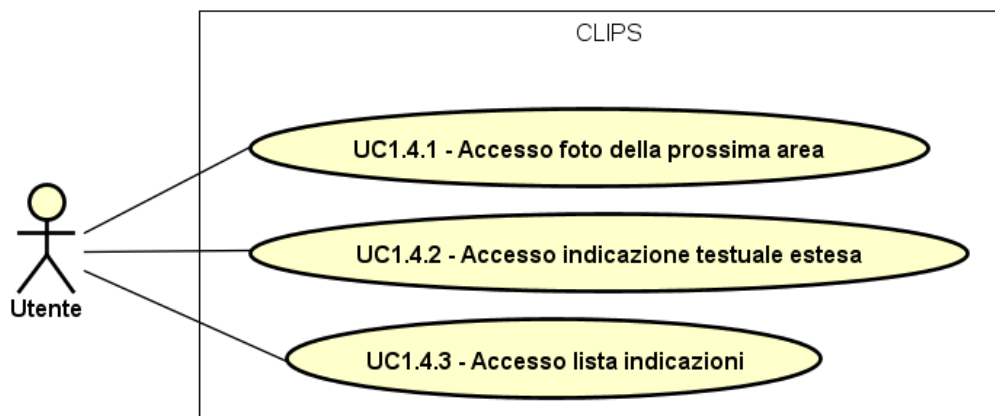 CLIPS
UC1.4.1 - Accesso foto della prossima area
UC1.4.2 - Accesso indicazione testuale estesa
Utente
UC1.4.3 - Accesso lista indicazioni